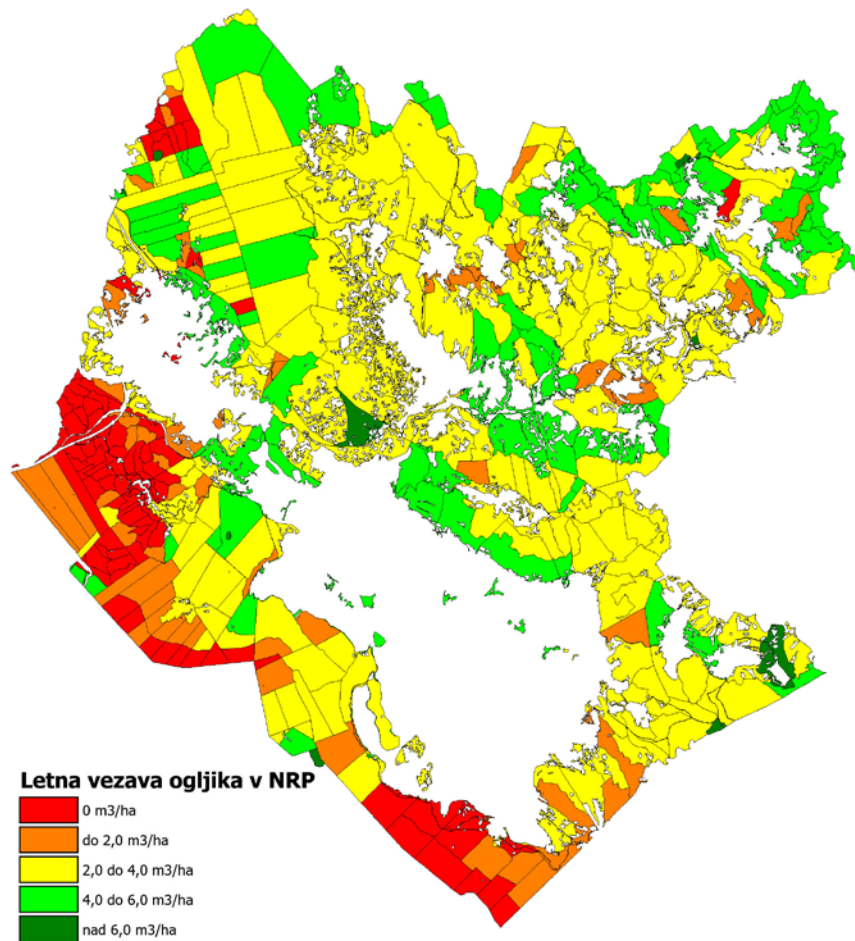 Letna vezava ogljika v NRP
0 m3/ha
do 2,0 m3/ha
2,0 do 4,0 m3/ha
4,0 do 6,0 m3/ha
nad 6,0 m3/ha